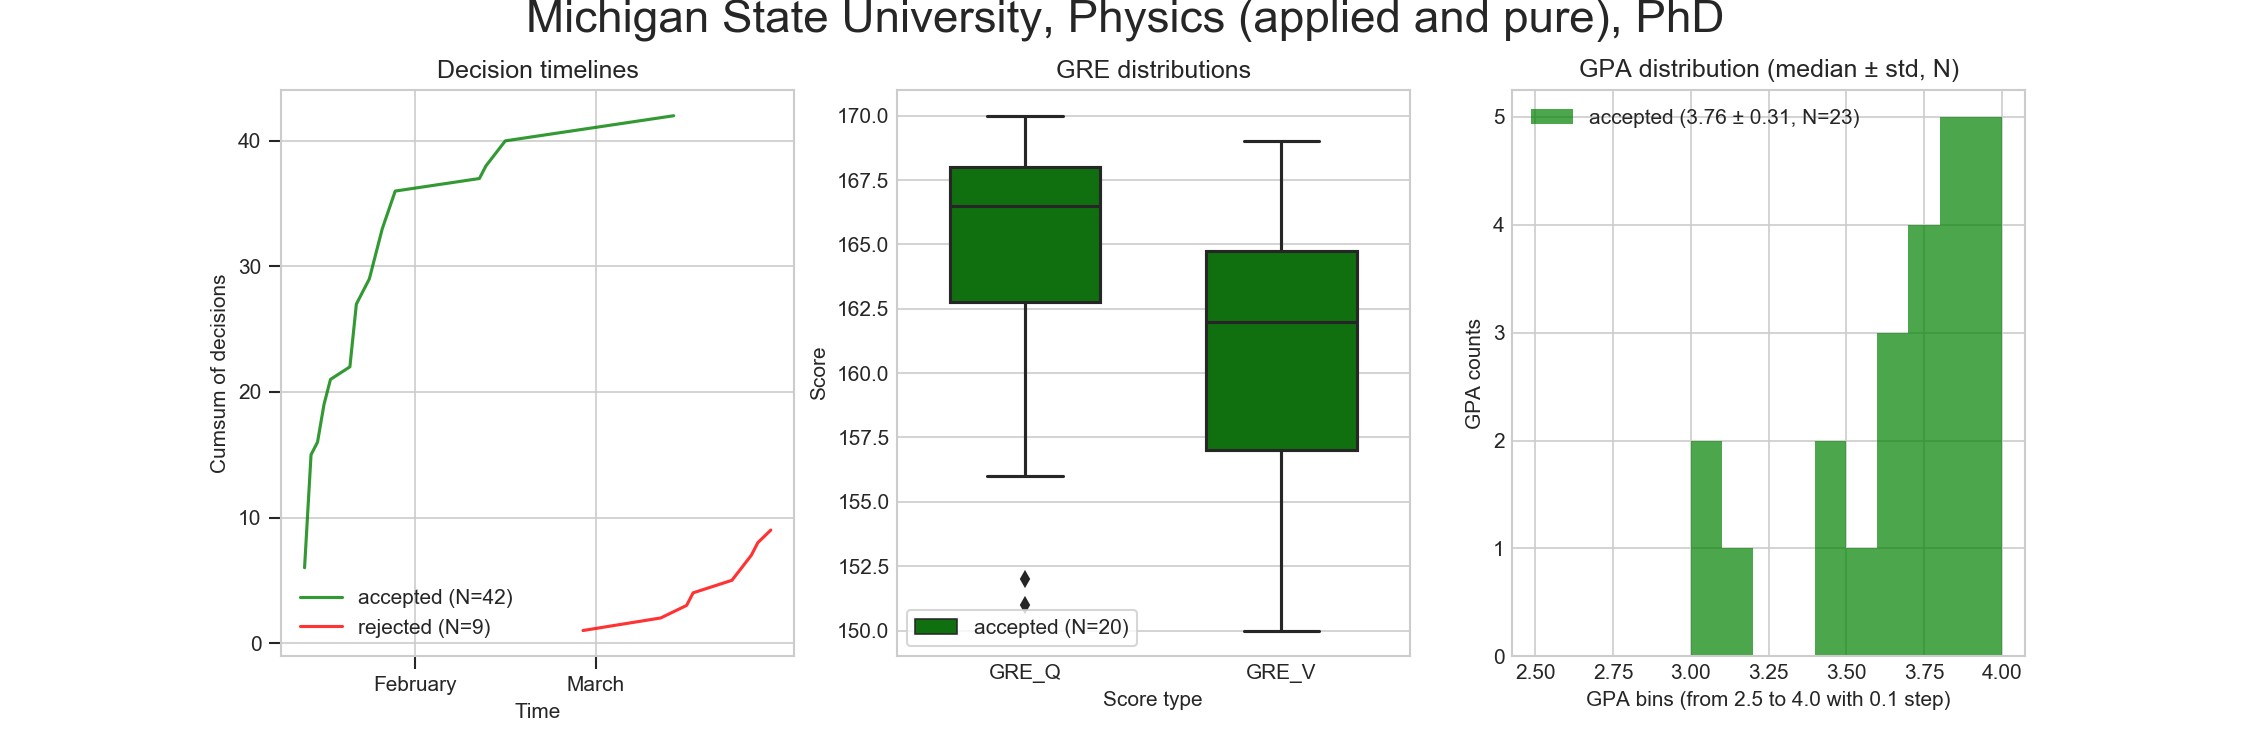 Michigan State University, Physics (applied and pure), PhD
Decision timelines
40
30
20
10
0
Cumsum of decisions
accepted (N=42)
rejected (N=9)
February
March
Time
GRE distributions
170.0
167.5
165.0
162.5
160.0
157.5
155.0
152.5
150.0
Score
accepted (N=20)
GRE_Q
GRE_V
Score type
GPA distribution (median ± std, N)
accepted (3.76 ± 0.31, N=23)
5
4
3
2
1
0
GPA counts
2.50
2.75
3.00
3.25
3.50
3.75
4.00
GPA bins (from 2.5 to 4.0 with 0.1 step)